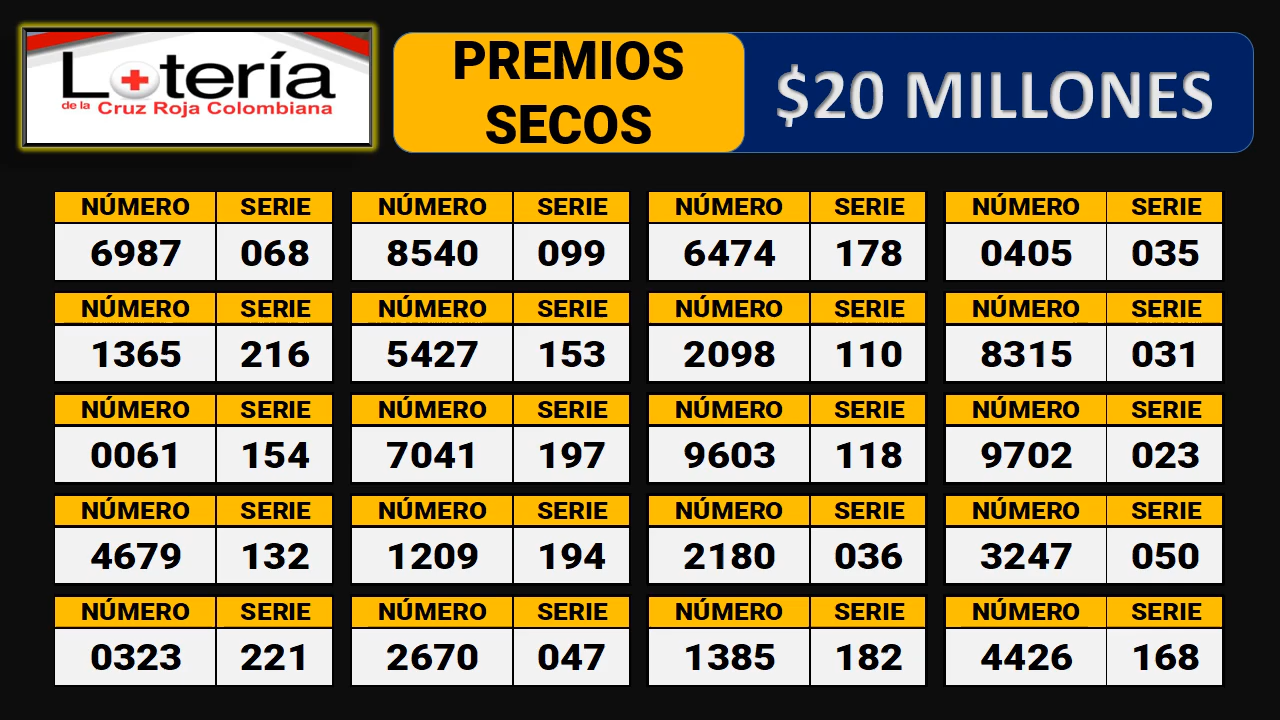 Lotería
de la Cruz Roja Colombiana
PREMIOS
SECOS
$20 MILLONES
NÚMERO SERIE NÚMERO SERIE NÚMERO SERIE NÚMERO SERIE
6987 068 8540 099 6474 178 0405 035
NÚMERO SERIE NÚMERO SERIE NÚMERO SERIE NÚMERO SERIE
1365 216 5427 153 2098 110 8315 031
NÚMERO SERIE NÚMERO SERIE NÚMERO SERIE NÚMERO SERIE
0061 154 7041 197 9603 118 9702 023
NÚMERO SERIE NÚMERO SERIE NÚMERO SERIE NÚMERO SERIE
4679 132 1209 194 2180 036 3247 050
NÚMERO SERIE NÚMERO SERIE NÚMERO SERIE NÚMERO SERIE
0323 221 2670 047 1385 182 4426 168